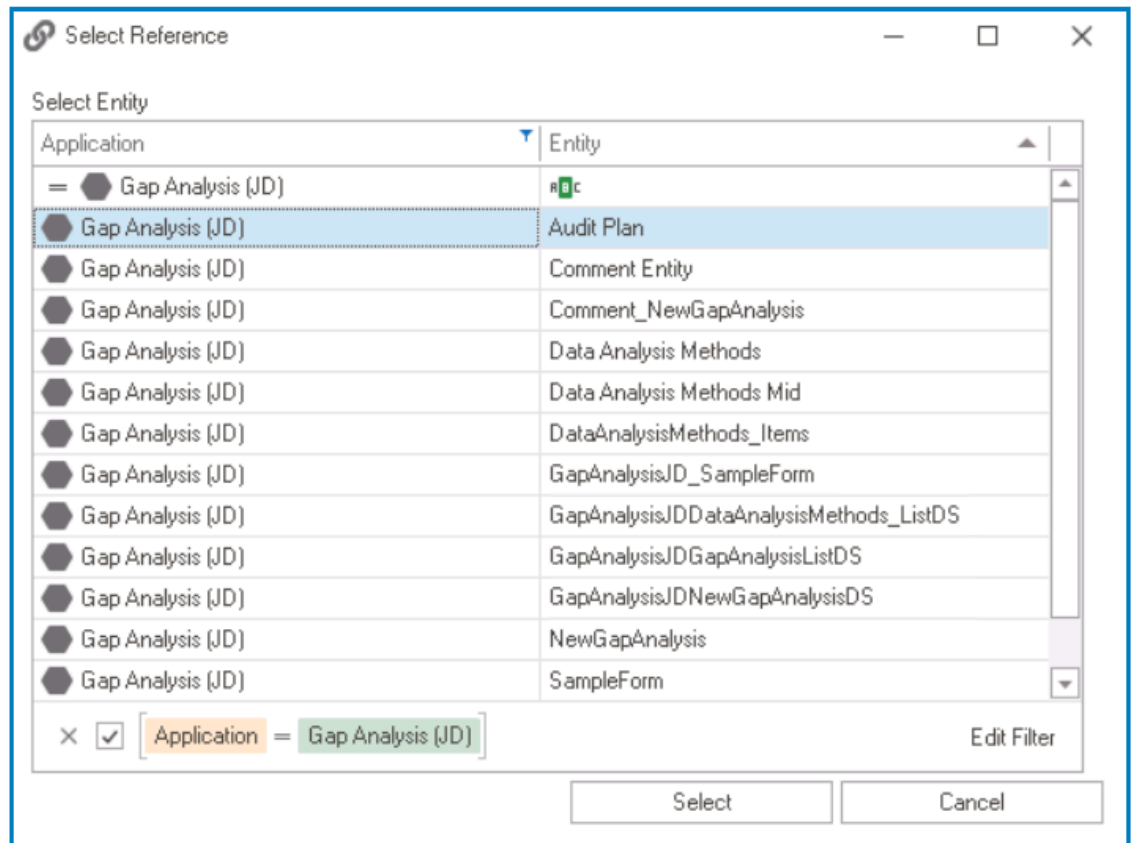 Select Reference
Select Entity
Application Entity
= Gap Analysis (JD) ABC
Gap Analysis (JD) Audit Plan
Gap Analysis (JD) Comment Entity
Gap Analysis (JD) Comment_NewGapAnalysis
Gap Analysis (JD) Data Analysis Methods
Gap Analysis (JD) Data Analysis Methods Mid
Gap Analysis (JD) DataAnalysisMethods_Items
Gap Analysis (JD) GapAnalysisJD_SampleForm
Gap Analysis (JD) GapAnalysisJDDataAnalysisMethods_ListDS
Gap Analysis (JD) GapAnalysisJDGapAnalysisListDS
Gap Analysis (JD) GapAnalysisJDNewGapAnalysisDS
Gap Analysis (JD) NewGapAnalysis
Gap Analysis (JD) SampleForm
[Application = Gap Analysis (JD)] Edit Filter
Select Cancel